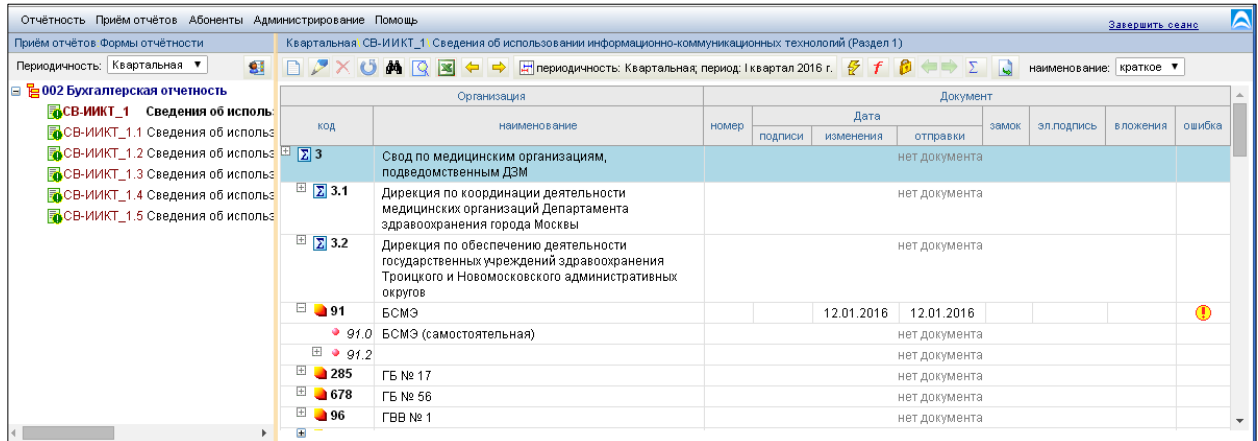 Отчётность Приём отчётов Абоненты Администрирование Помощь
Завершить сеанс
Приём отчётов Формы отчётности
Квартальная СВ-ИИКТ_1 Сведения об использовании информационно-коммуникационных технологий (Раздел 1)
Периодичность: Квартальная
периодичность: Квартальная; период: I квартал 2016 г.
наименование: краткое
002 Бухгалтерская отчетность
СВ-ИИКТ_1 Сведения об исполь
СВ-ИИКТ_1.1 Сведения об использ
СВ-ИИКТ_1.2 Сведения об использ
СВ-ИИКТ_1.3 Сведения об использ
СВ-ИИКТ_1.4 Сведения об использ
СВ-ИИКТ_1.5 Сведения об использ
Организация Документ
код наименование номер Дата замок эл.подпись вложения ошибка
подписи изменения отправки
3 Свод по медицинским организациям, нет документа
подведомственным ДЗМ
3.1 Дирекция по координации деятельности нет документа
медицинских организаций Департамента
здравоохранения города Москвы
3.2 Дирекция по обеспечению деятельности нет документа
государственных учреждений здравоохранения
Троицкого и Новомосковского административных
округов
91 БСМЭ 12.01.2016 12.01.2016
91.0 БСМЭ (самостоятельная) нет документа
91.2 нет документа
285 ГБ № 17 нет документа
678 ГБ № 56 нет документа
96 ГВВ № 1 нет документа